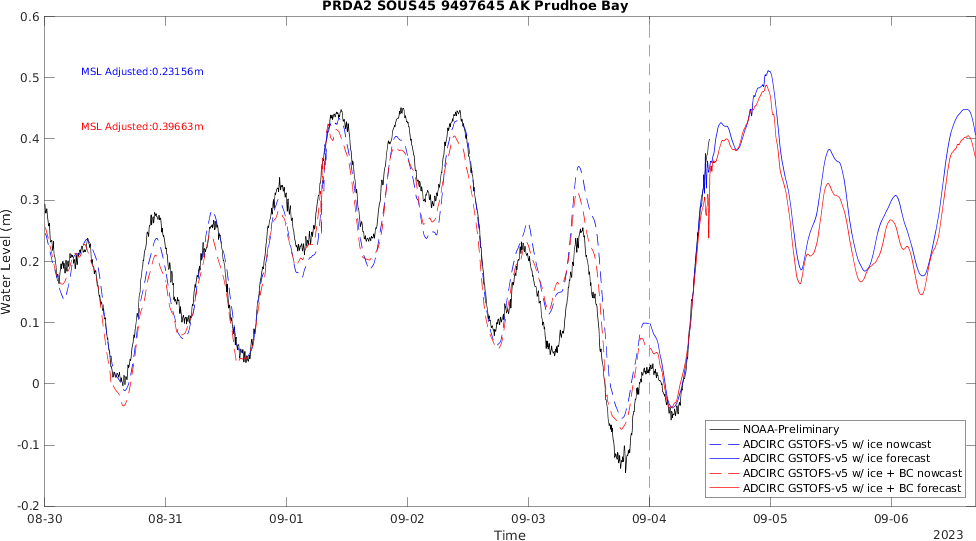 PRDA2 SOUS45 9497645 AK Prudhoe Bay
0.6
0.5
0.4
0.3
0.2
0.1
0
-0.1
-0.2
Water Level (m)
MSL Adjusted:0.23156m
MSL Adjusted:0.39663m
NOAA-Preliminary
ADCIRC GSTOFS-v5 w/ ice nowcast
ADCIRC GSTOFS-v5 w/ ice forecast
ADCIRC GSTOFS-v5 w/ice + BC nowcast
ADCIRC GSTOFS-v5 w/ice + BC forecast
08-30 08-31 09-01 09-02 09-03 09-04 09-05 09-06
Time
2023